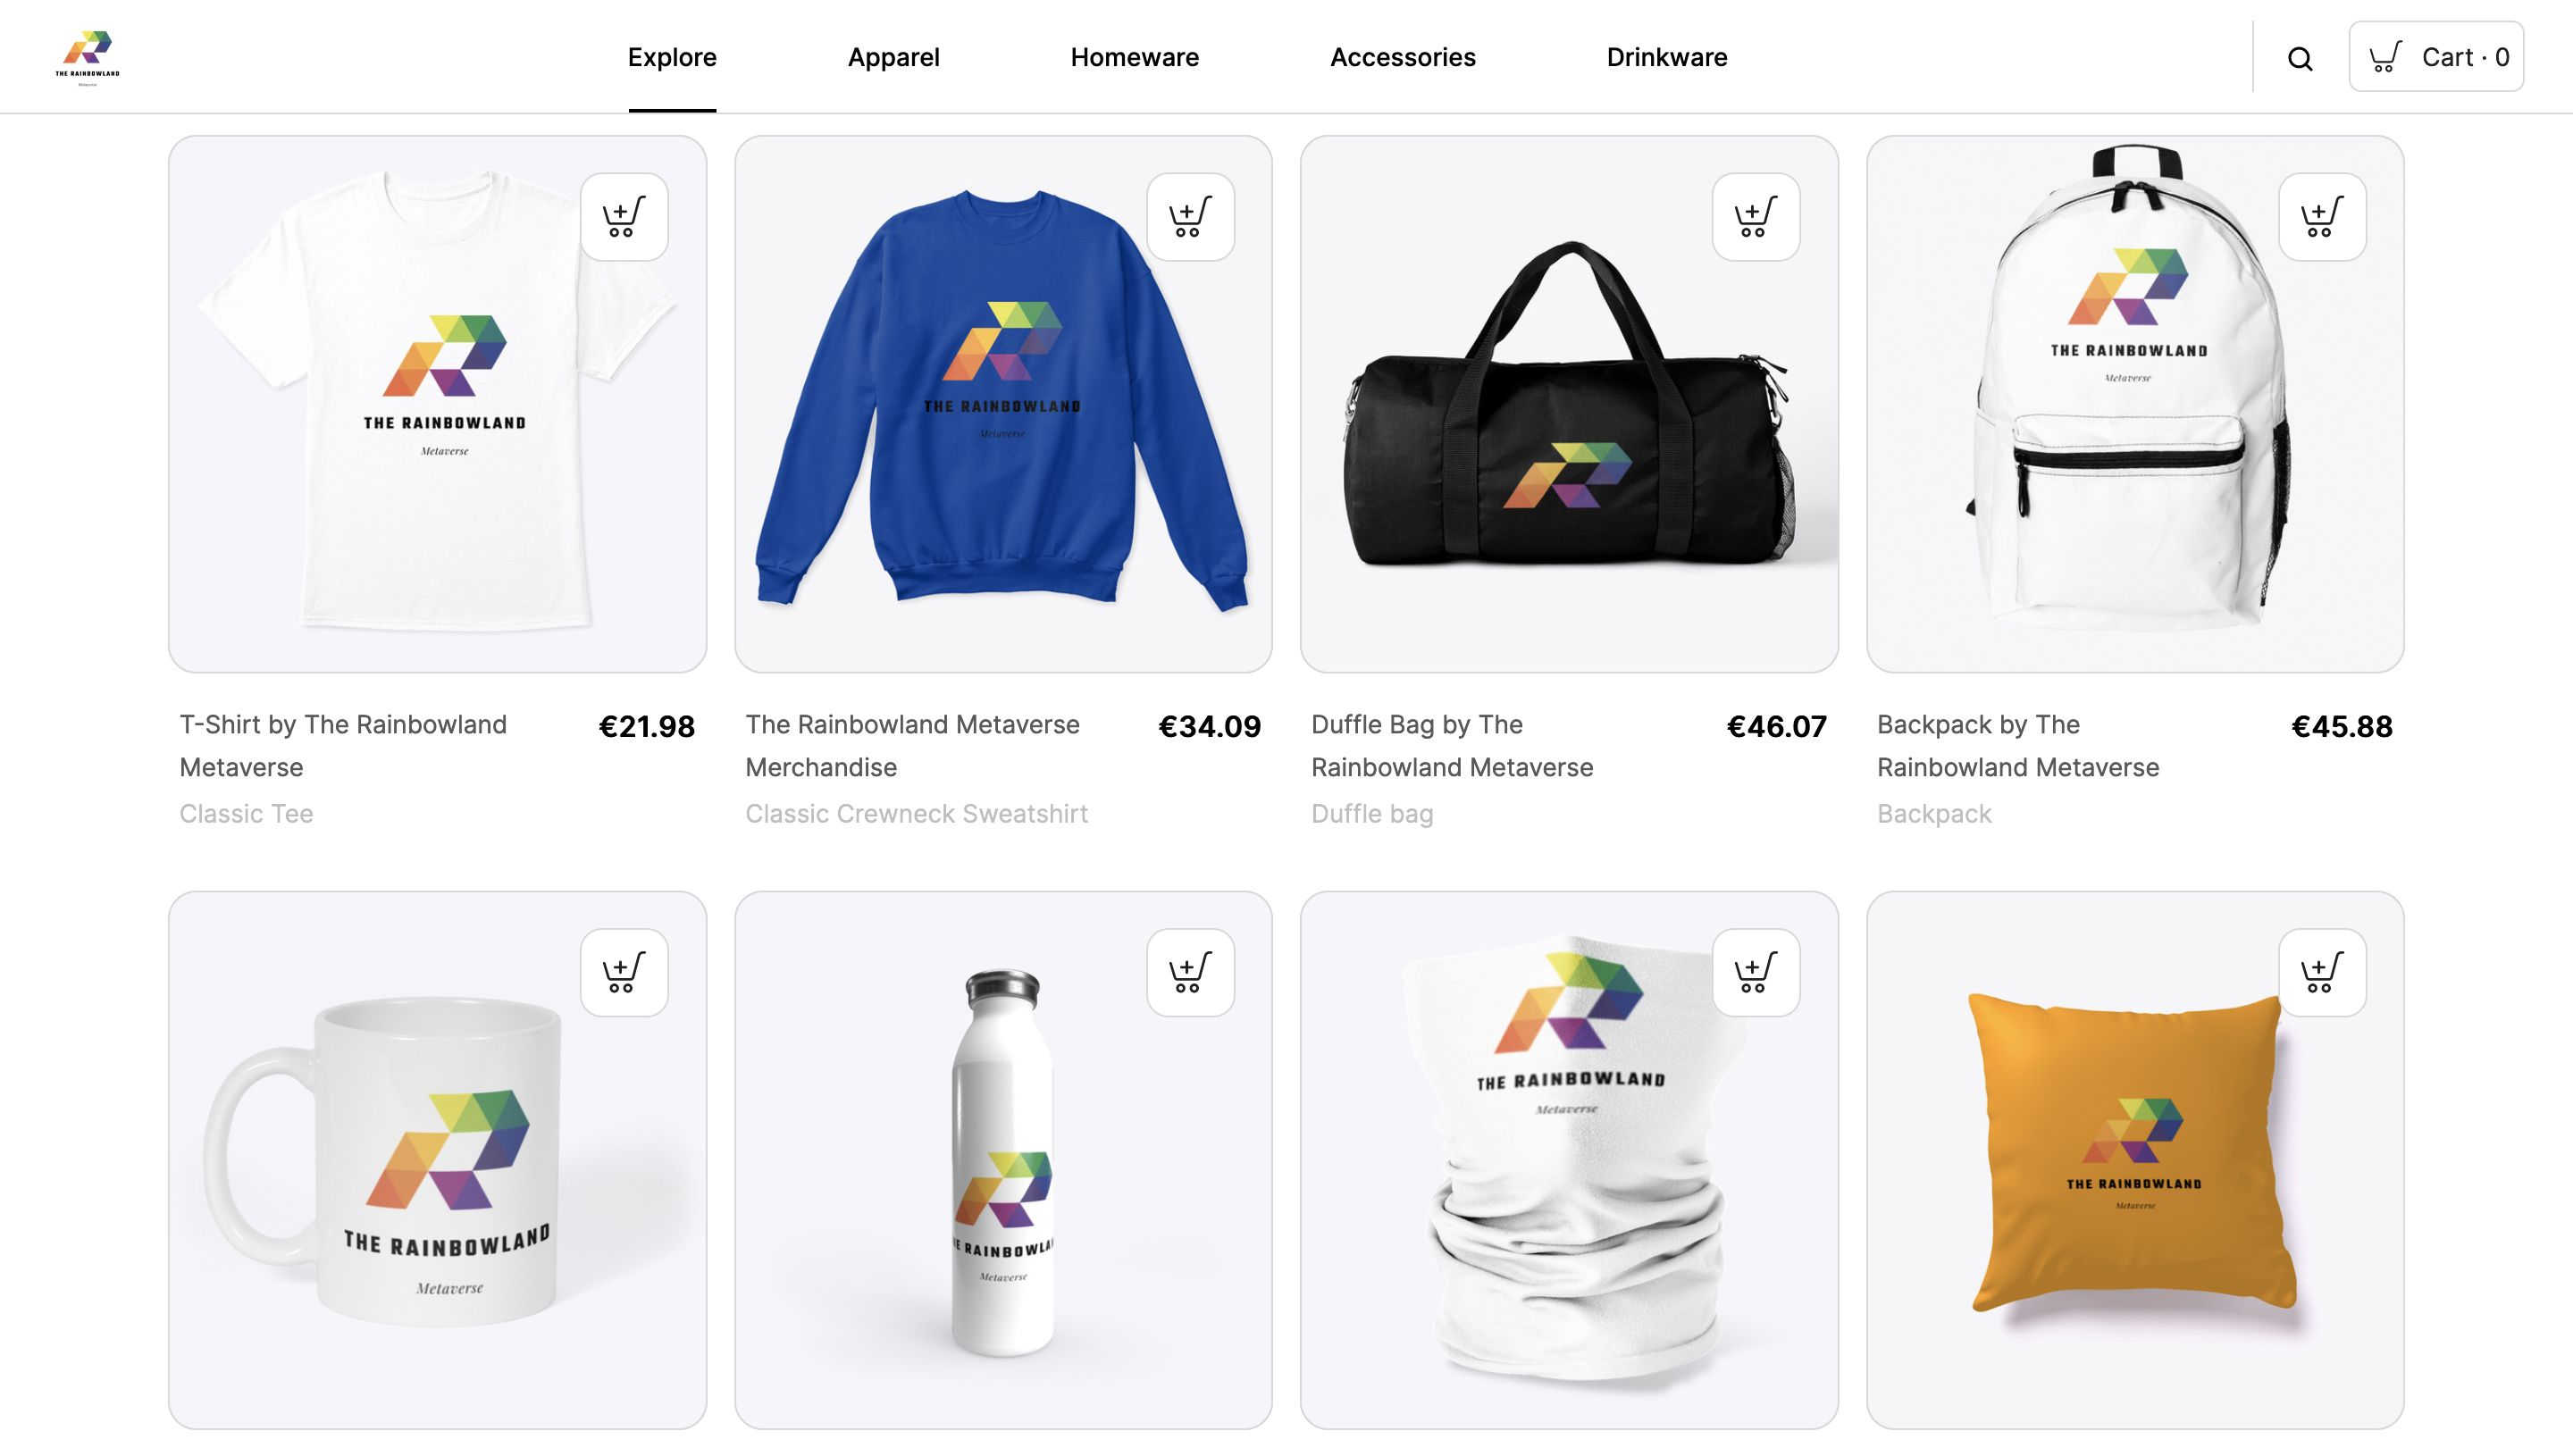 THE RAINBOWLAND
Metaverse
Explore
Apparel
Homeware
Accessories
Drinkware
Cart · 0
THE RAINBOWLAND
Metaverse
THE RAINBOWLAND
Metaverse
THE RAINBOWLAND
Metaverse
T-Shirt by The Rainbowland
Metaverse
€21.98
Classic Tee
The Rainbowland Metaverse
Merchandise
€34.09
Classic Crewneck Sweatshirt
Duffle Bag by The
Rainbowland Metaverse
€46.07
Duffle bag
Backpack by The
Rainbowland Metaverse
€45.88
Backpack
THE RAINBOWLAND
Metaverse
E RAINBOWLA
Metaverse
THE RAINBOWLAND
Metaverse
THE RAINBOWLAND
Metaverse